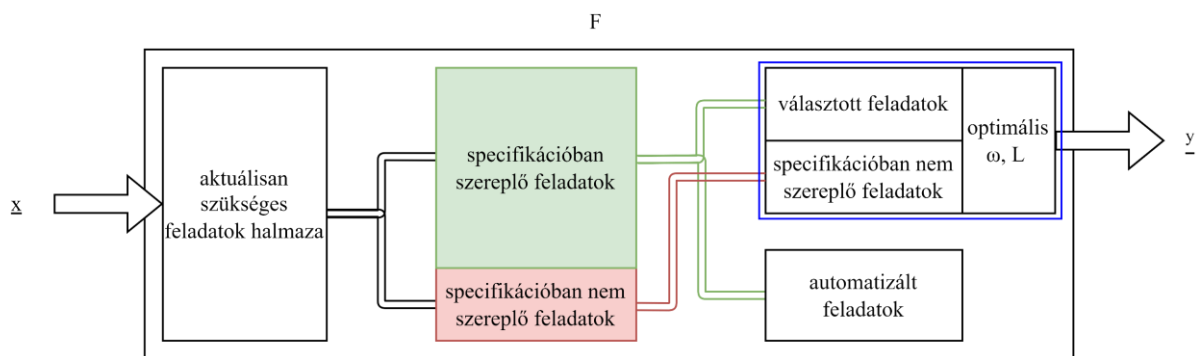 F
x
aktuálisan
szükséges
feladatok halmaza
specifikációban
szereplő feladatok
specifikációban nem
szereplő feladatok
választott feladatok
specifikációban nem
szereplő feladatok
optimális
ω, L
automatizált
feladatok
y